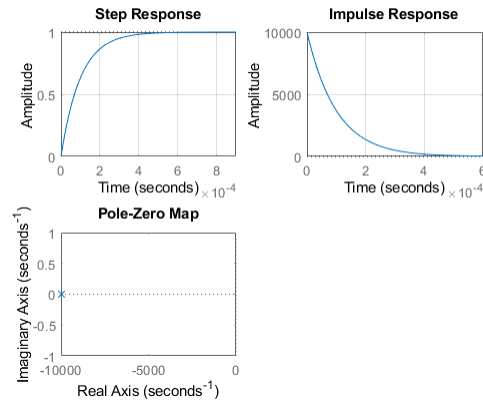 Step Response
Amplitude
1
0.5
0
0 2 4 6 8
Time (seconds) ×10-4
Impulse Response
Amplitude
10000
5000
0
0 2 4 6
Time (seconds) ×10-4
Pole-Zero Map
Imaginary Axis (seconds-1)
1
0.5
0
-0.5
-1
-10000 -5000 0
Real Axis (seconds-1)